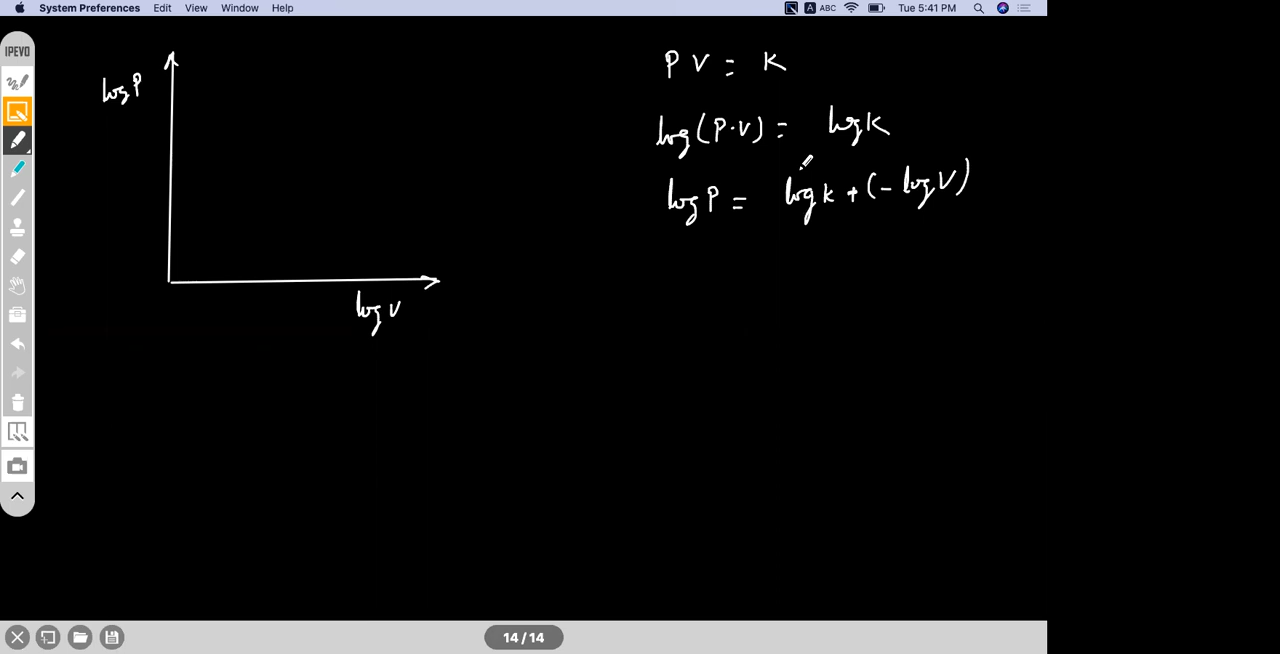 System Preferences Edit View Window Help
A ABC Tue 5:41 PM
IPEVO
log P
log V
P V = K
log(P·V) = log K
log P = log K + (- log V)
14 / 14